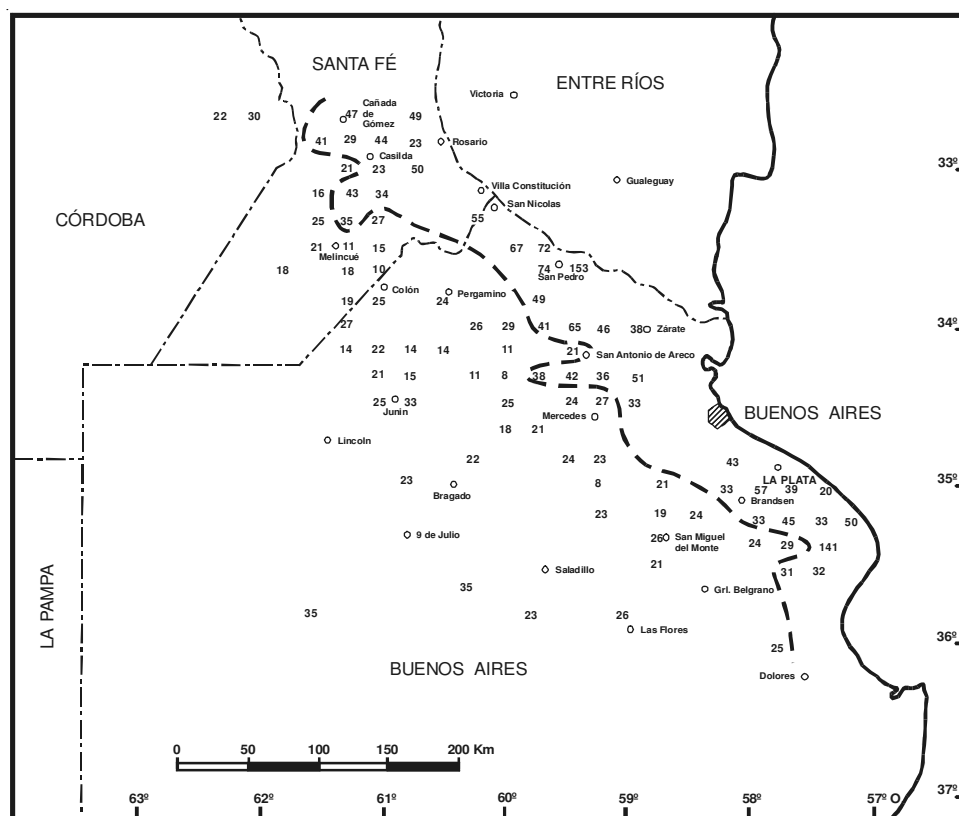 SANTA FÉ
ENTRE RÍOS
Victoria
22 30 47 Cañada
de
Gómez
49
41 29 44 23 Rosario
33º
Casilda
21 23 50
Gualeguay
Villa Constitución
16 43 34
San Nicolas
CÓRDOBA
25 35 27 55
21 11 15 67 72
Melincué
18 18 10 74 153
San Pedro
Colón
Pergamino
19 25 24 49
34º
27 26 29 41 65 46 38 Zárate
14 22 14 14 11 21 San Antonio de Areco
21 15 11 8 38 42 36 51
25 33 25 24 27 33
Junin
Mercedes
BUENOS AIRES
18 21
Lincoln
22 24 23 43
LA PLATA
35º
23 8 21 33 57 39 20
Bragado
Brandsen
23 19 24 33 45 33 50
9 de Julio
26 San Miguel
del Monte
24 29 141
21 31 32
Saladillo
35 Grl. Belgrano
35 23 26
Las Flores
LA PAMPA
36º
25
BUENOS AIRES
Dolores
0 50 100 150 200 Km
63º 62º 61º 60º 59º 58º 57º O
37º